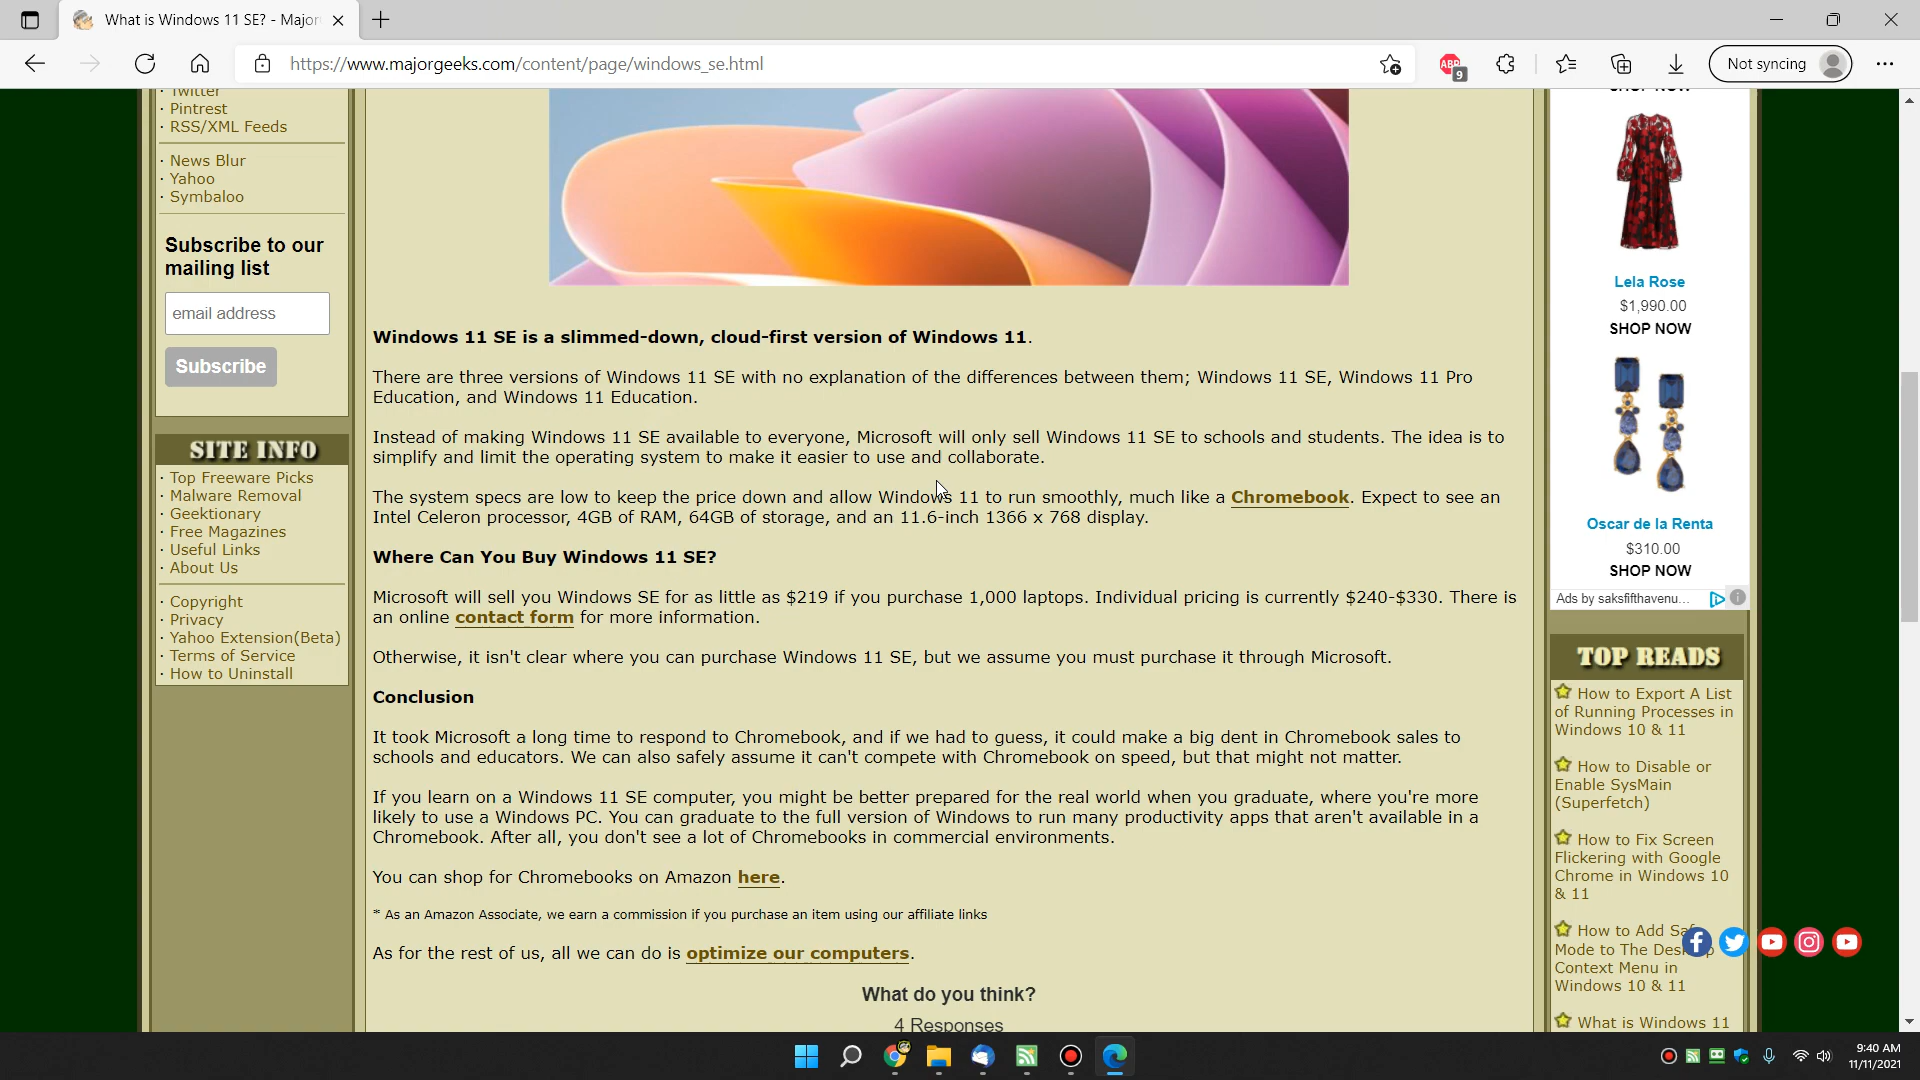 What is Windows 11 SE? - Major
https://www.majorgeeks.com/content/page/windows_se.html
ABP
9
Not syncing
· Twitter
· Pintrest
· RSS/XML Feeds
· News Blur
· Yahoo
· Symbaloo
Subscribe to our
mailing list
email address
Subscribe
SITE INFO
· Top Freeware Picks
· Malware Removal
· Geektionary
· Free Magazines
· Useful Links
· About Us
· Copyright
· Privacy
· Yahoo Extension(Beta)
· Terms of Service
· How to Uninstall
Windows 11 SE is a slimmed-down, cloud-first version of Windows 11.
There are three versions of Windows 11 SE with no explanation of the differences between them; Windows 11 SE, Windows 11 Pro
Education, and Windows 11 Education.
Instead of making Windows 11 SE available to everyone, Microsoft will only sell Windows 11 SE to schools and students. The idea is to
simplify and limit the operating system to make it easier to use and collaborate.
The system specs are low to keep the price down and allow Windows 11 to run smoothly, much like a Chromebook. Expect to see an
Intel Celeron processor, 4GB of RAM, 64GB of storage, and an 11.6-inch 1366 x 768 display.
Where Can You Buy Windows 11 SE?
Microsoft will sell you Windows SE for as little as $219 if you purchase 1,000 laptops. Individual pricing is currently $240-$330. There is
an online contact form for more information.
Otherwise, it isn't clear where you can purchase Windows 11 SE, but we assume you must purchase it through Microsoft.
Conclusion
It took Microsoft a long time to respond to Chromebook, and if we had to guess, it could make a big dent in Chromebook sales to
schools and educators. We can also safely assume it can't compete with Chromebook on speed, but that might not matter.
If you learn on a Windows 11 SE computer, you might be better prepared for the real world when you graduate, where you're more
likely to use a Windows PC. You can graduate to the full version of Windows to run many productivity apps that aren't available in a
Chromebook. After all, you don't see a lot of Chromebooks in commercial environments.
You can shop for Chromebooks on Amazon here.
* As an Amazon Associate, we earn a commission if you purchase an item using our affiliate links
As for the rest of us, all we can do is optimize our computers.
What do you think?
4 Responses
SHOP NOW
Lela Rose
$1,990.00
SHOP NOW
Oscar de la Renta
$310.00
SHOP NOW
Ads by saksfifthavenu...
TOP READS
How to Export A List
of Running Processes in
Windows 10 & 11
How to Disable or
Enable SysMain
(Superfetch)
How to Fix Screen
Flickering with Google
Chrome in Windows 10
& 11
How to Add Safe
Mode to The Desktop
Context Menu in
Windows 10 & 11
What is Windows 11
9:40 AM
11/11/2021